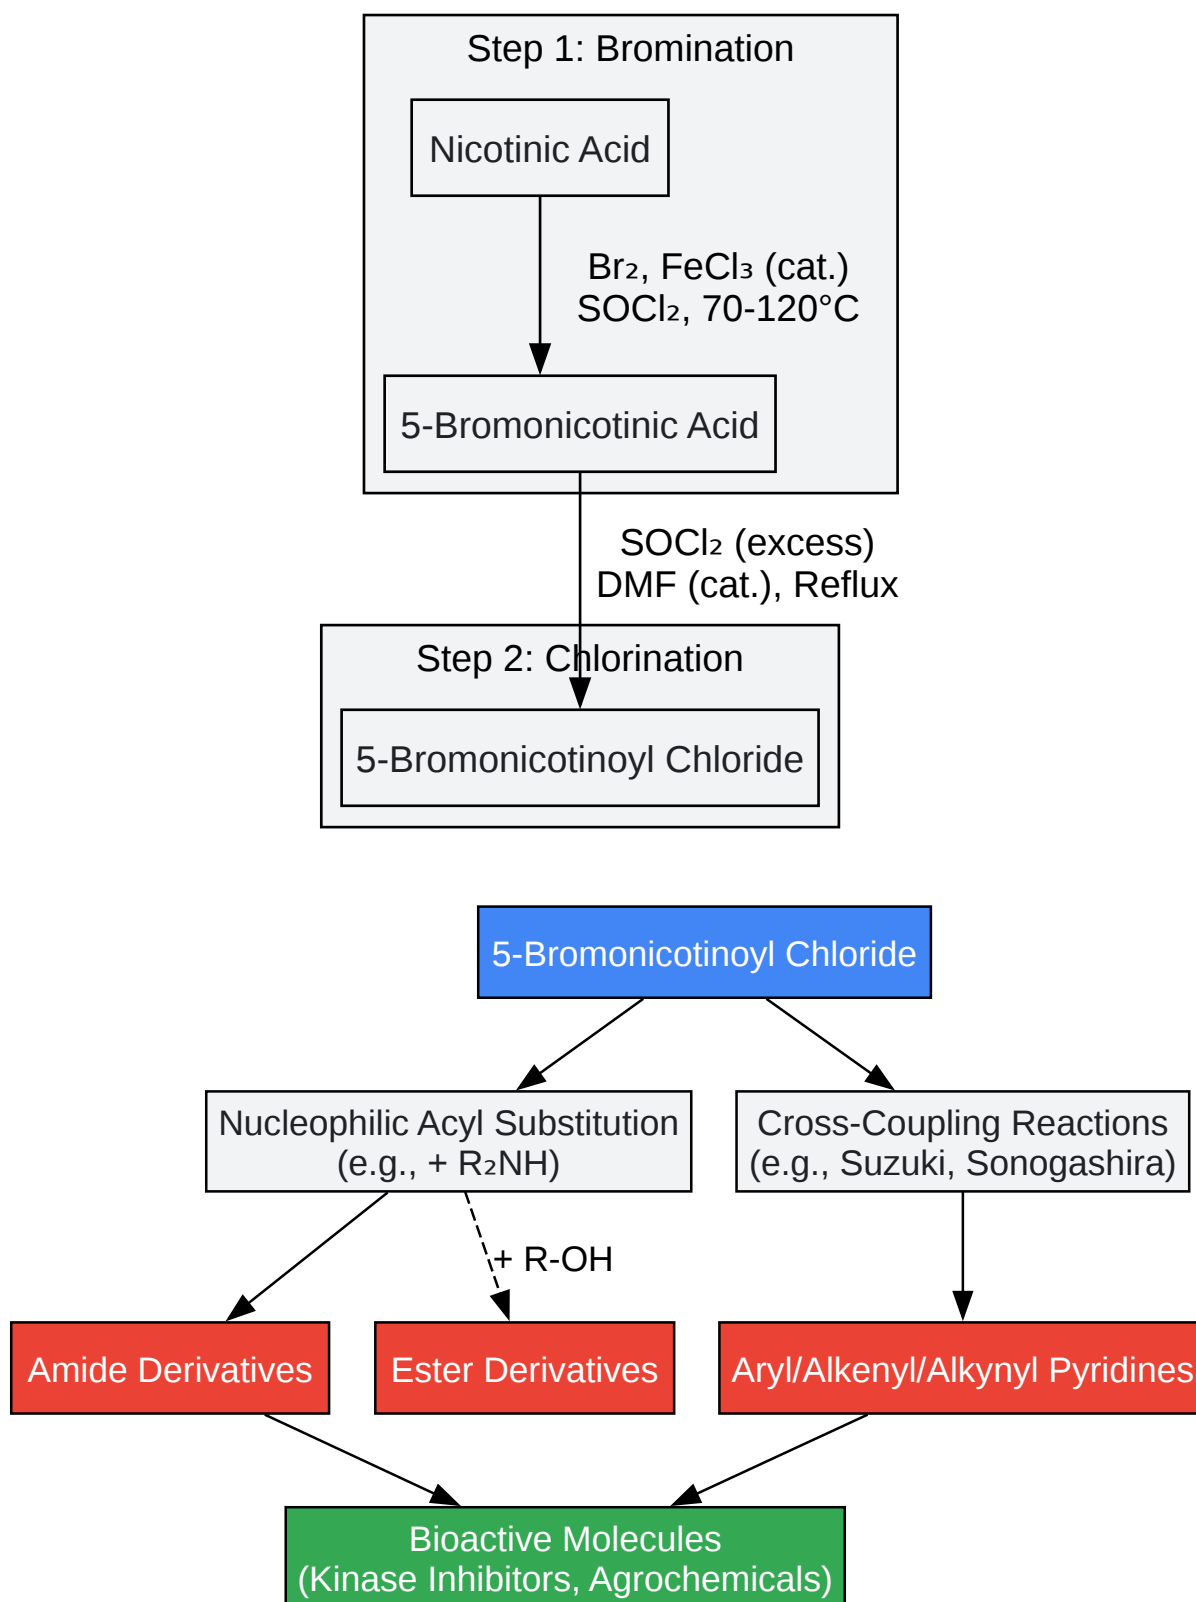 Step 1: Bromination
Nicotinic Acid
Br₂, FeCl₃ (cat.)
SOCl₂, 70-120°C
5-Bromonicotinic Acid
SOCl₂ (excess)
DMF (cat.), Reflux
Step 2: Chlorination
5-Bromonicotinoyl Chloride
5-Bromonicotinoyl Chloride
Nucleophilic Acyl Substitution
(e.g., + R₂NH)
Cross-Coupling Reactions
(e.g., Suzuki, Sonogashira)
+ R-OH
Amide Derivatives
Ester Derivatives
Aryl/Alkenyl/Alkynyl Pyridines
Bioactive Molecules
(Kinase Inhibitors, Agrochemicals)